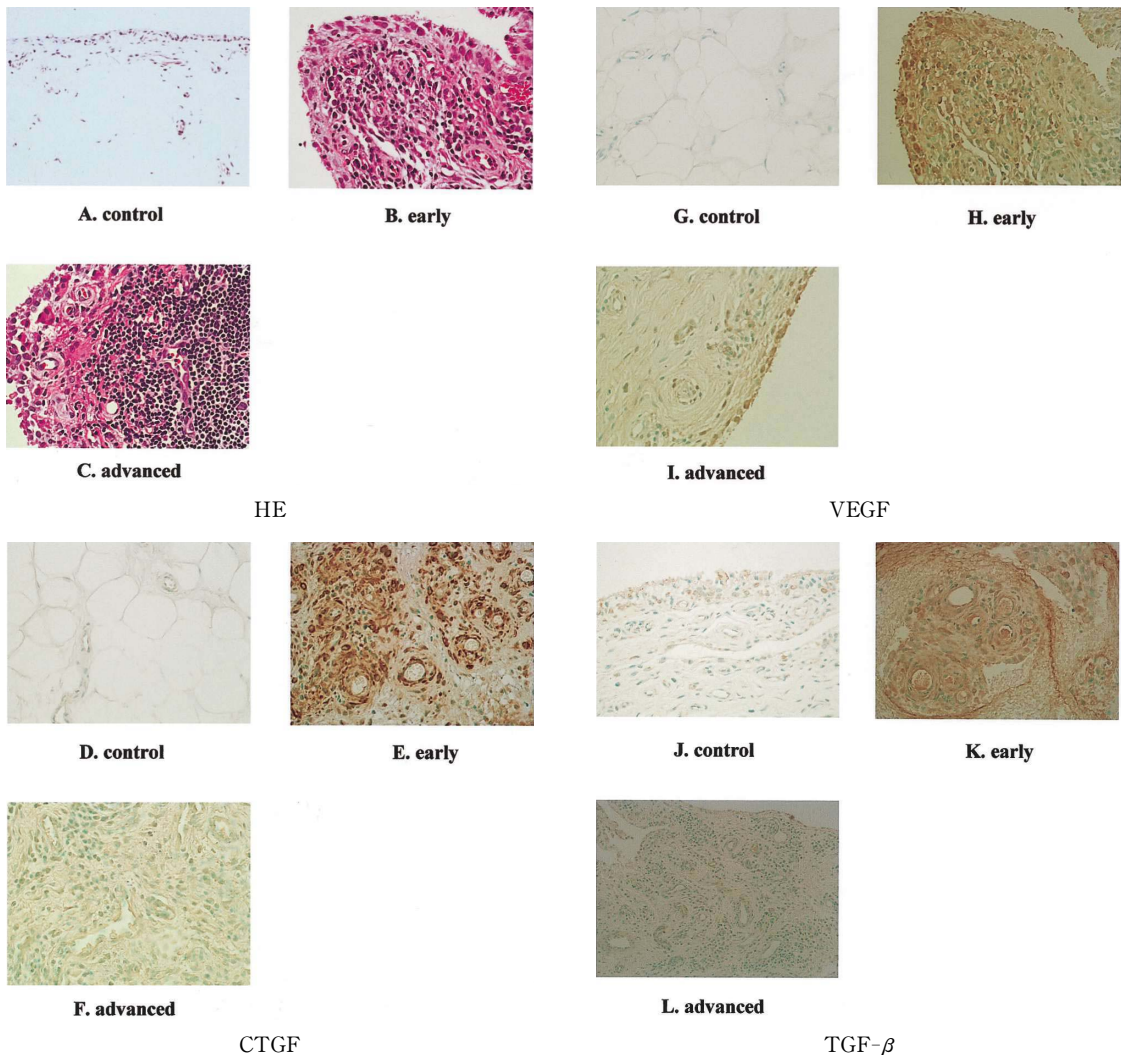 A. control
B. early
C. advanced
HE
G. control
H. early
I. advanced
VEGF
D. control
E. early
F. advanced
CTGF
J. control
K. early
L. advanced
TGF-β